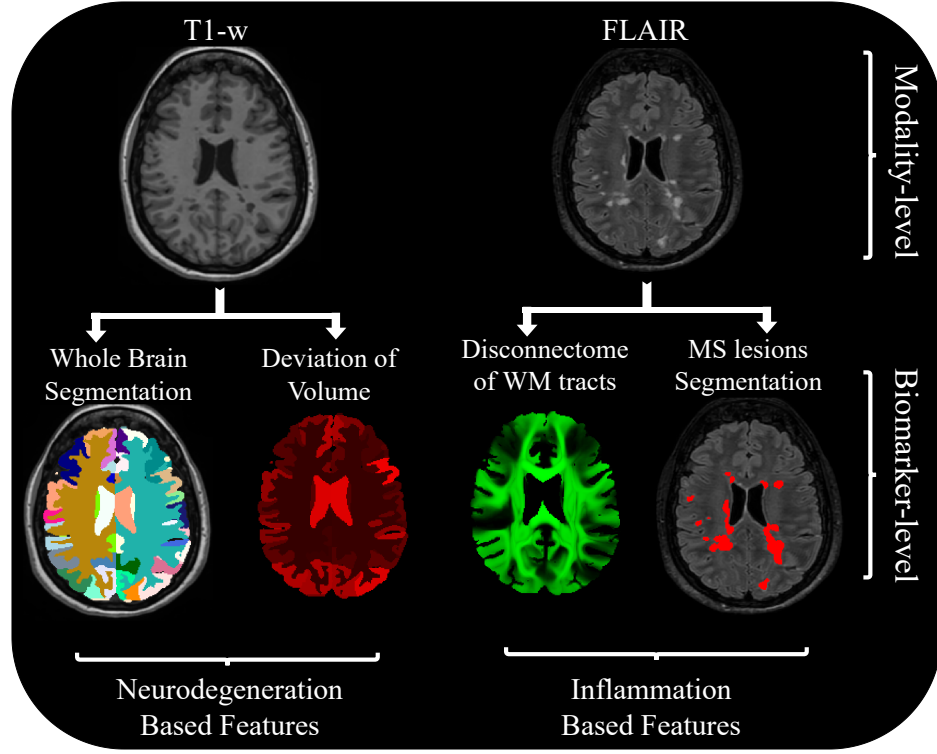 T1-w
FLAIR
Modality-level
Whole Brain
Segmentation
Deviation of
Volume
Disconnectome
of WM tracts
MS lesions
Segmentation
Biomarker-level
Neurodegeneration
Based Features
Inflammation
Based Features